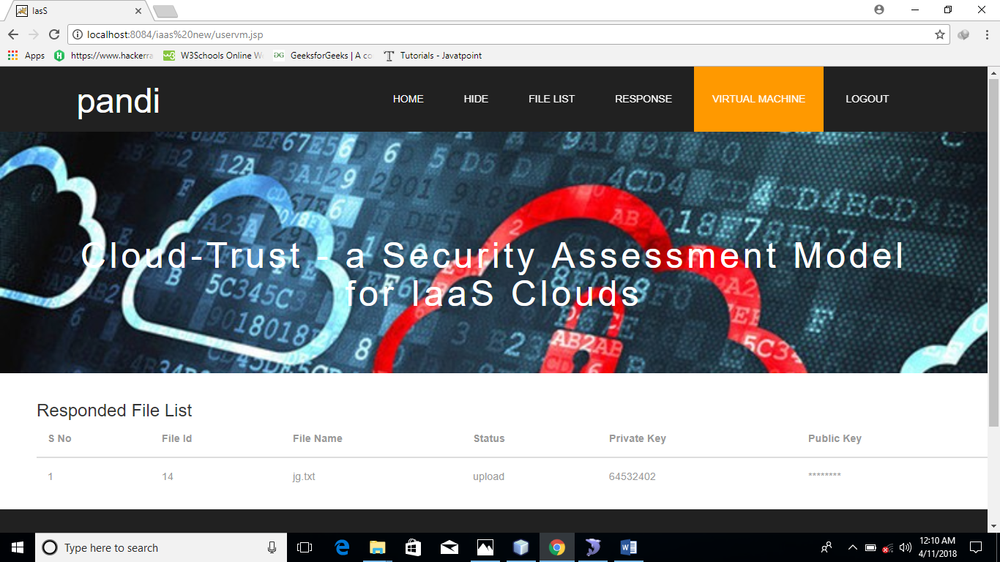 IasS
localhost:8084/iaas%20new/uservm.jsp
Apps https://www.hackerra W3Schools Online W GeeksforGeeks | A co Tutorials - Javatpoint
pandi HOME HIDE FILE LIST RESPONSE VIRTUAL MACHINE LOGOUT
Cloud-Trust - a Security Assessment Model
for IaaS Clouds
Responded File List
S No File Id File Name Status Private Key Public Key
1 14 jg.txt upload 64532402 ********
Type here to search
12:10 AM
4/11/2018